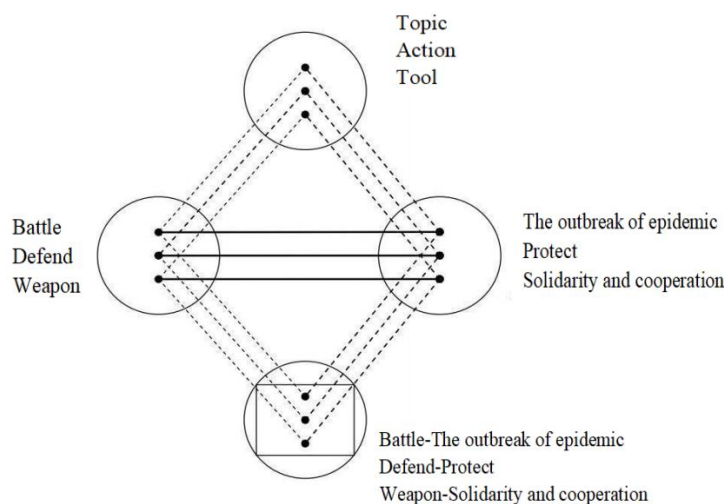 Topic
Action
Tool
Battle
Defend
Weapon
The outbreak of epidemic
Protect
Solidarity and cooperation
Battle-The outbreak of epidemic
Defend-Protect
Weapon-Solidarity and cooperation